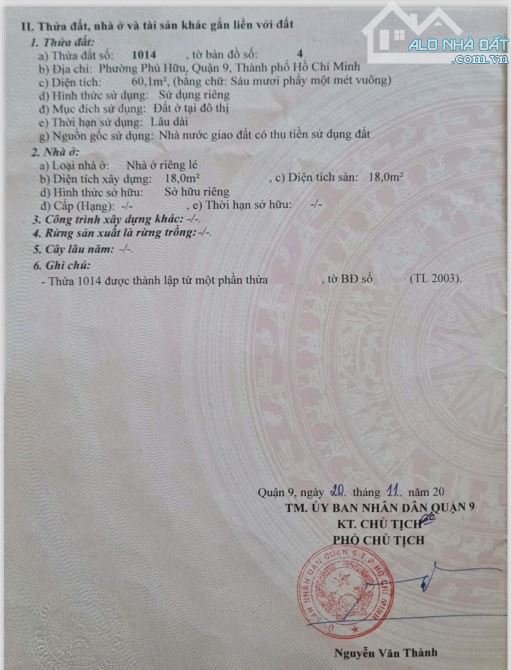 ALO NHÀ ĐẤT
.com.vn
II. Thửa đất, nhà ở và tài sản khác gắn liền với đất
1. Thửa đất:
a) Thửa đất số: 1014 , tờ bản đồ số: 4
b) Địa chỉ: Phường Phú Hữu, Quận 9, Thành phố Hồ Chí Minh
c) Diện tích: 60,1m², (bằng chữ: Sáu mươi phẩy một mét vuông)
d) Hình thức sử dụng: Sử dụng riêng
đ) Mục đích sử dụng: Đất ở tại đô thị
e) Thời hạn sử dụng: Lâu dài
g) Nguồn gốc sử dụng: Nhà nước giao đất có thu tiền sử dụng đất
2. Nhà ở:
a) Loại nhà ở: Nhà ở riêng lẻ
b) Diện tích xây dựng: 18,0m² , c) Diện tích sàn: 18,0m²
d) Hình thức sở hữu: Sở hữu riêng
đ) Cấp (Hạng): -/- , e) Thời hạn sở hữu: -/-
3. Công trình xây dựng khác: -/-.
4. Rừng sản xuất là rừng trồng:-/-.
5. Cây lâu năm: -/-.
6. Ghi chú:
- Thửa 1014 được thành lập từ một phần thửa , tờ BĐ số (TL 2003).
Quận 9, ngày 20 tháng 11 năm 20
TM. ỦY BAN NHÂN DÂN QUẬN 9
KT. CHỦ TỊCH
PHÓ CHỦ TỊCH
ỦY BAN NHÂN DÂN QUẬN 9 T.P HỒ CHÍ MINH
Nguyễn Văn Thành